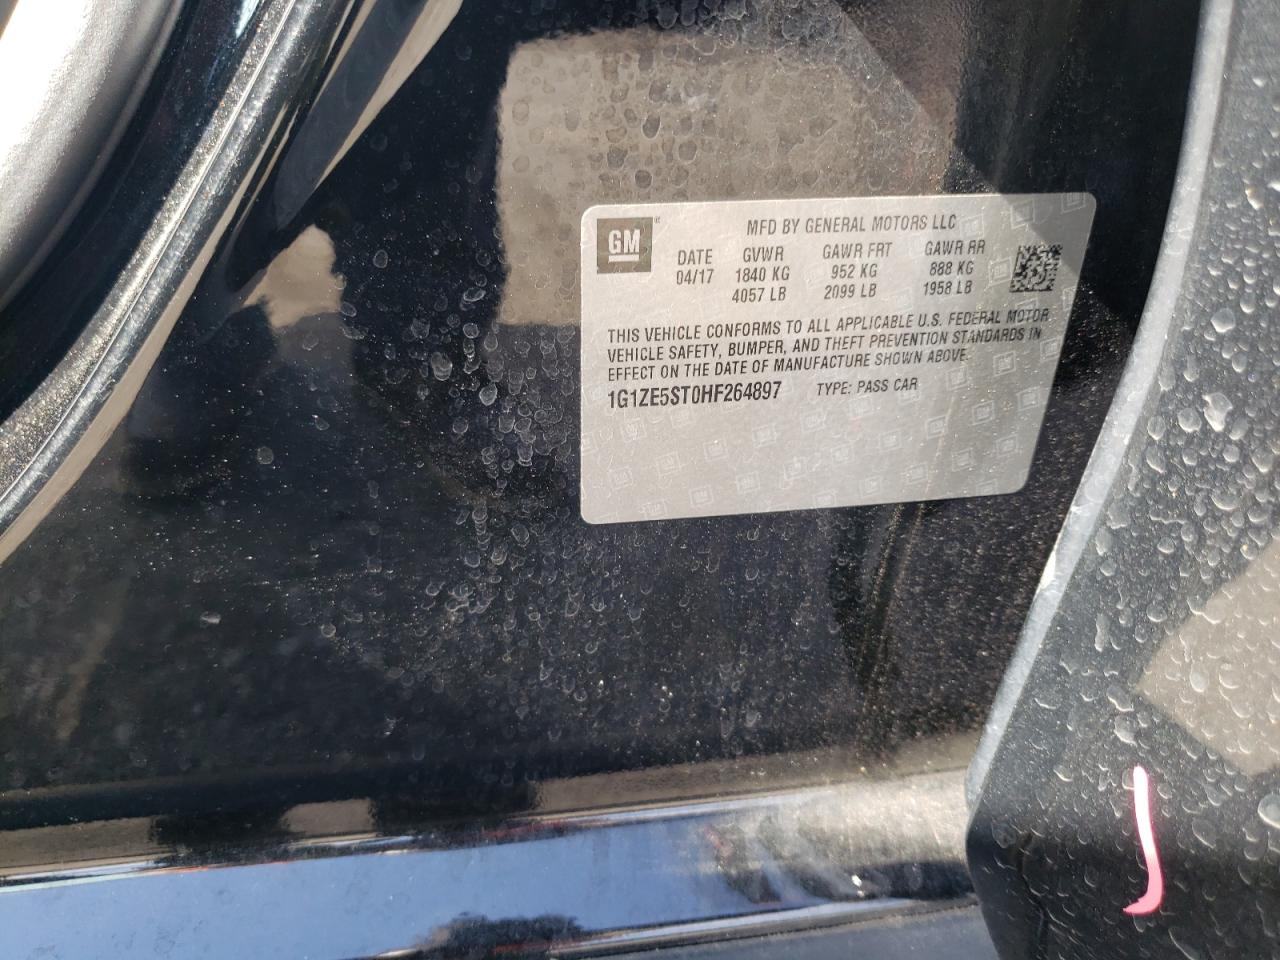 GM
MFD BY GENERAL MOTORS LLC
DATE GVWR GAWR FRT GAWR RR
04/17 1840 KG 952 KG 888 KG
4057 LB 2099 LB 1958 LB
THIS VEHICLE CONFORMS TO ALL APPLICABLE U.S. FEDERAL MOTOR
VEHICLE SAFETY, BUMPER, AND THEFT PREVENTION STANDARDS IN
EFFECT ON THE DATE OF MANUFACTURE SHOWN ABOVE.
1G1ZE5ST0HF264897 TYPE: PASS CAR